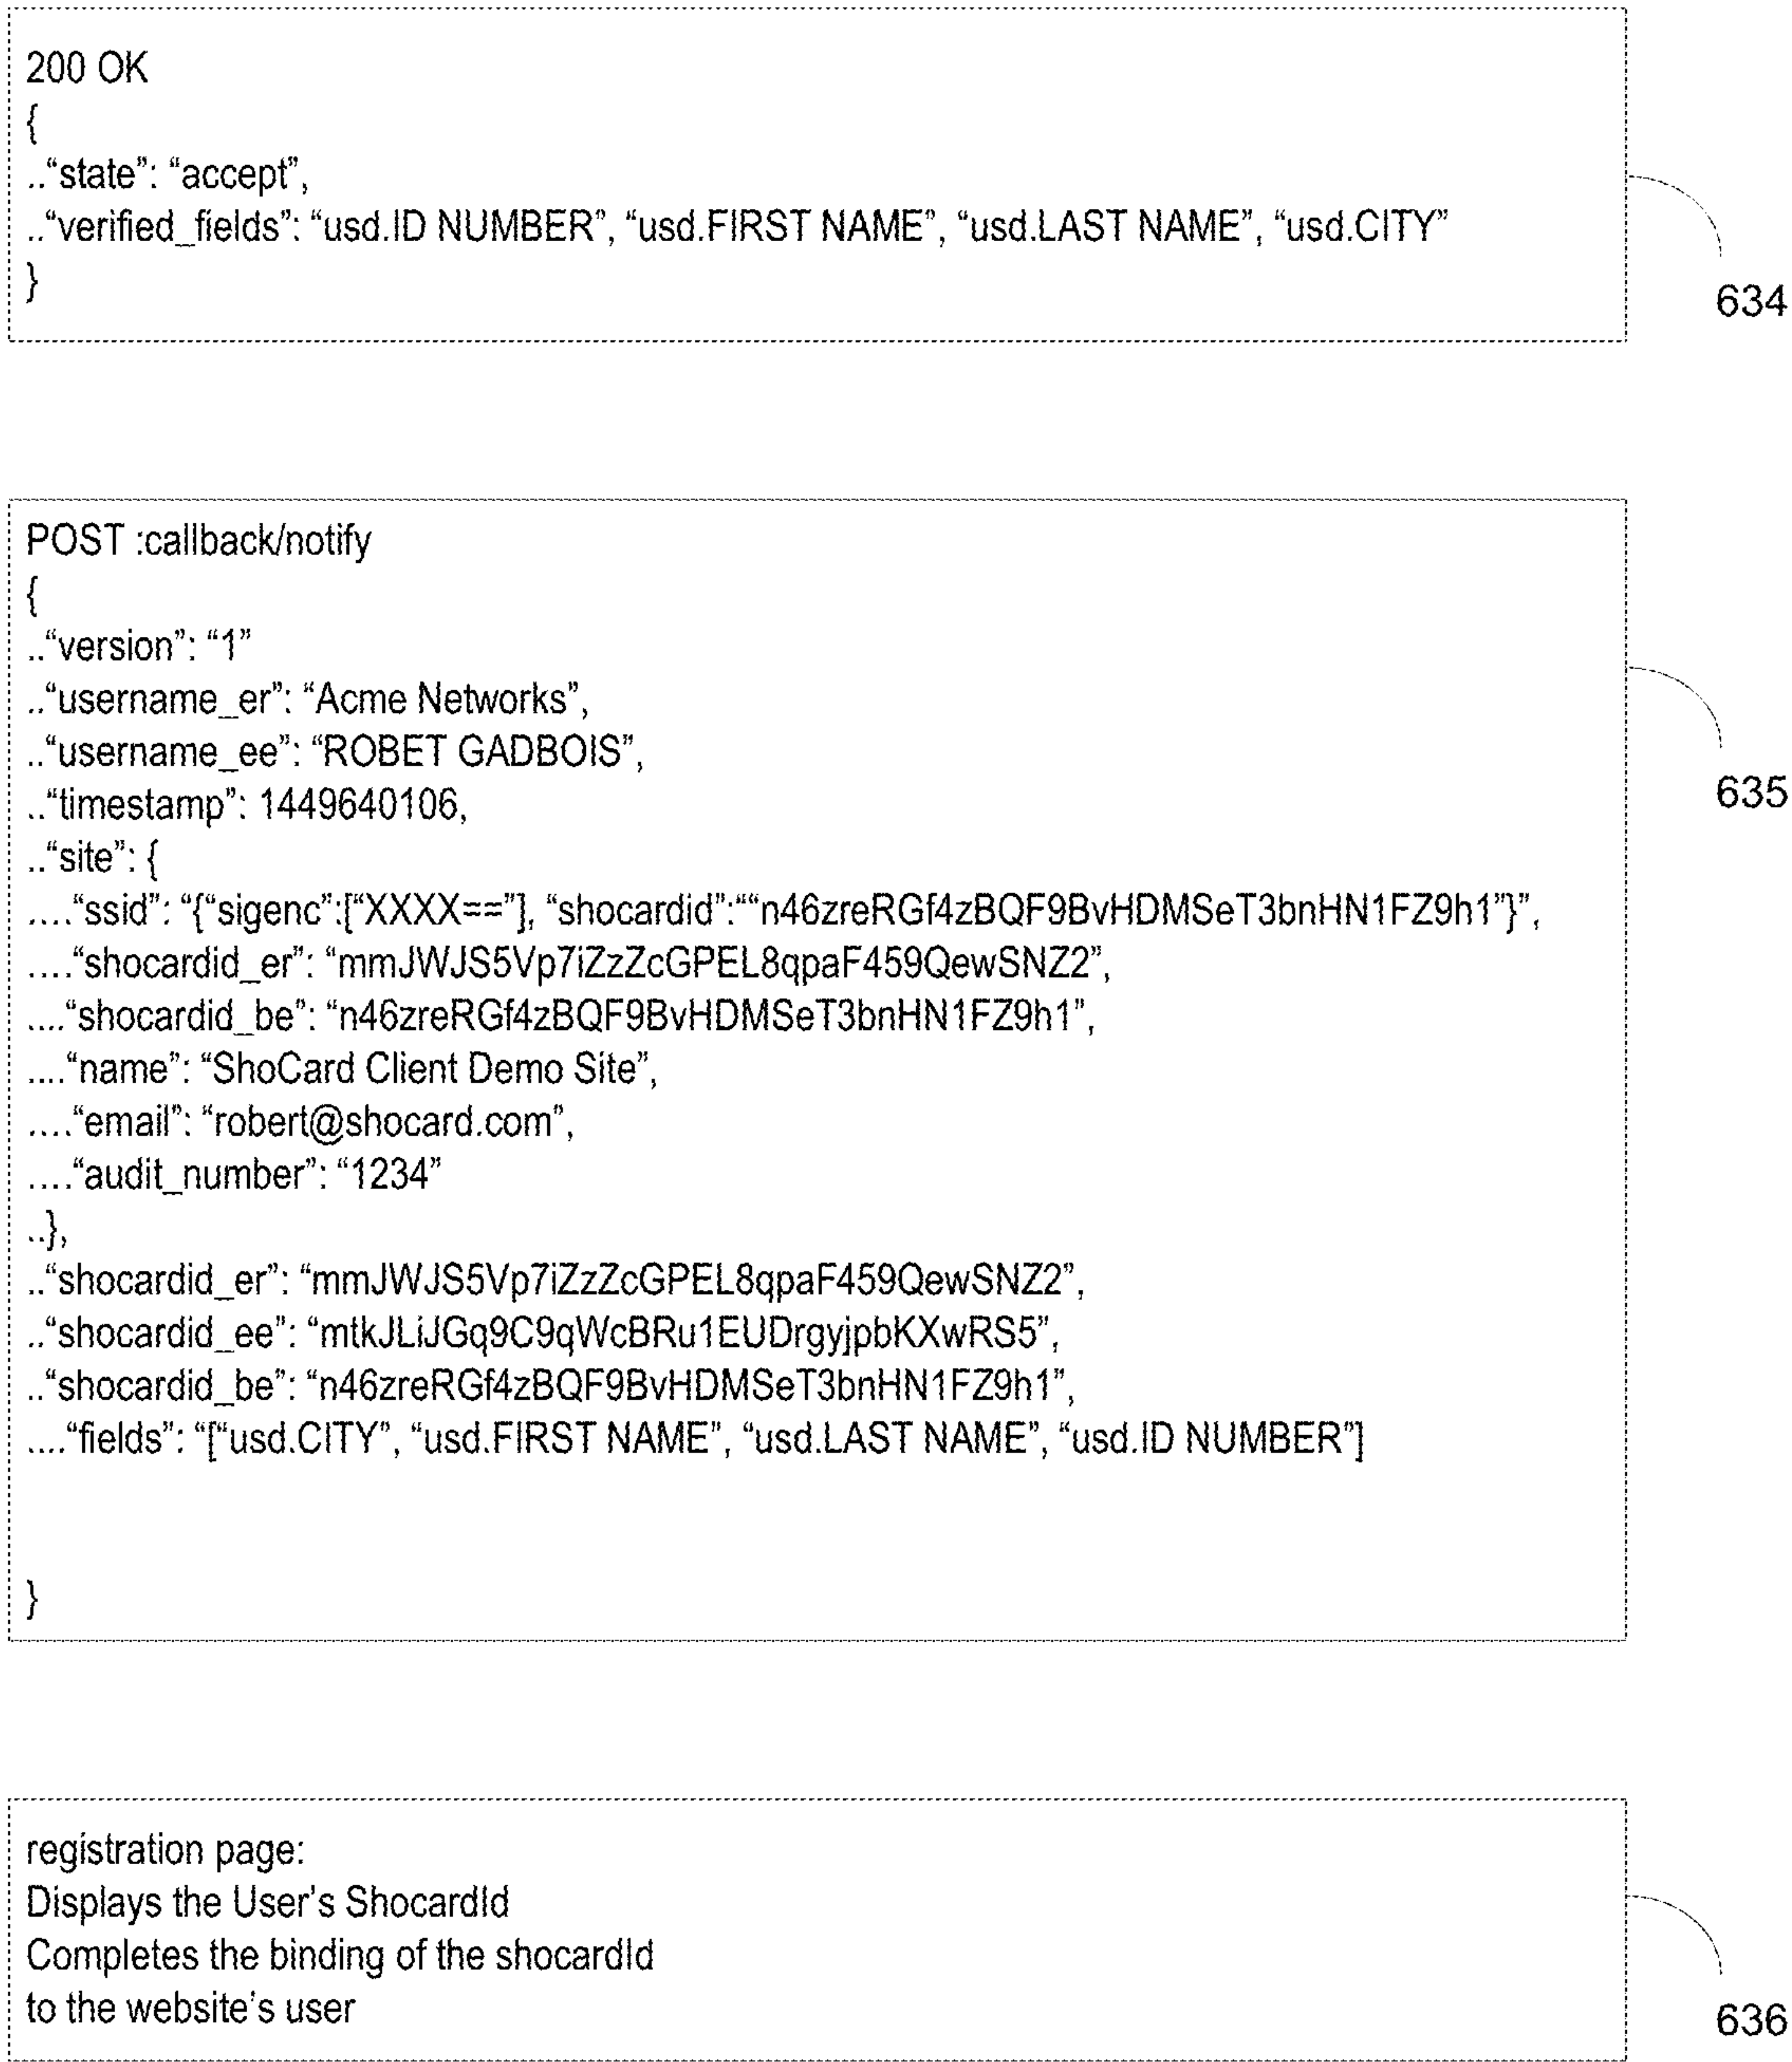 200 OK
{
..“state”: “accept”,
..“verified_fields”: “usd.ID NUMBER”, “usd.FIRST NAME”, “usd.LAST NAME”, “usd.CITY”
}
634
POST :callback/notify
{
..“version”: “1”
..“username_er”: “Acme Networks”,
..“username_ee”: “ROBET GADBOIS”,
..“timestamp”: 1449640106,
..“site”: {
....“ssid”: “{“sigenc”:[“XXXX==”], “shocardid”:““n46zreRGf4zBQF9BvHDMSeT3bnHN1FZ9h1”}”,
....“shocardid_er”: “mmJWJS5Vp7iZzZcGPEL8qpaF459QewSNZ2”,
....“shocardid_be”: “n46zreRGf4zBQF9BvHDMSeT3bnHN1FZ9h1”,
....“name”: “ShoCard Client Demo Site”,
....“email”: “robert@shocard.com”,
....“audit_number”: “1234”
..},
..“shocardid_er”: “mmJWJS5Vp7iZzZcGPEL8qpaF459QewSNZ2”,
..“shocardid_ee”: “mtkJLiJGq9C9qWcBRu1EUDrgyjpbKXwRS5”,
..“shocardid_be”: “n46zreRGf4zBQF9BvHDMSeT3bnHN1FZ9h1”,
....“fields”: “[“usd.CITY”, “usd.FIRST NAME”, “usd.LAST NAME”, “usd.ID NUMBER”]
}
635
registration page:
Displays the User’s ShocardId
Completes the binding of the shocardId
to the website’s user
636